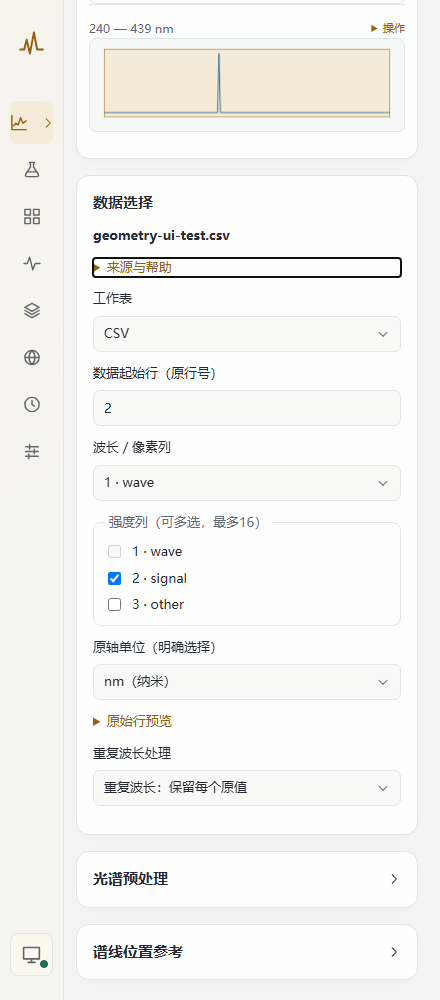 240 — 439 nm
操作
数据选择
geometry-ui-test.csv
来源与帮助
工作表
CSV
数据起始行（原行号）
2
波长 / 像素列
1 · wave
强度列（可多选，最多16）
1 · wave
2 · signal
3 · other
原轴单位（明确选择）
nm（纳米）
原始行预览
重复波长处理
重复波长：保留每个原值
光谱预处理
谱线位置参考